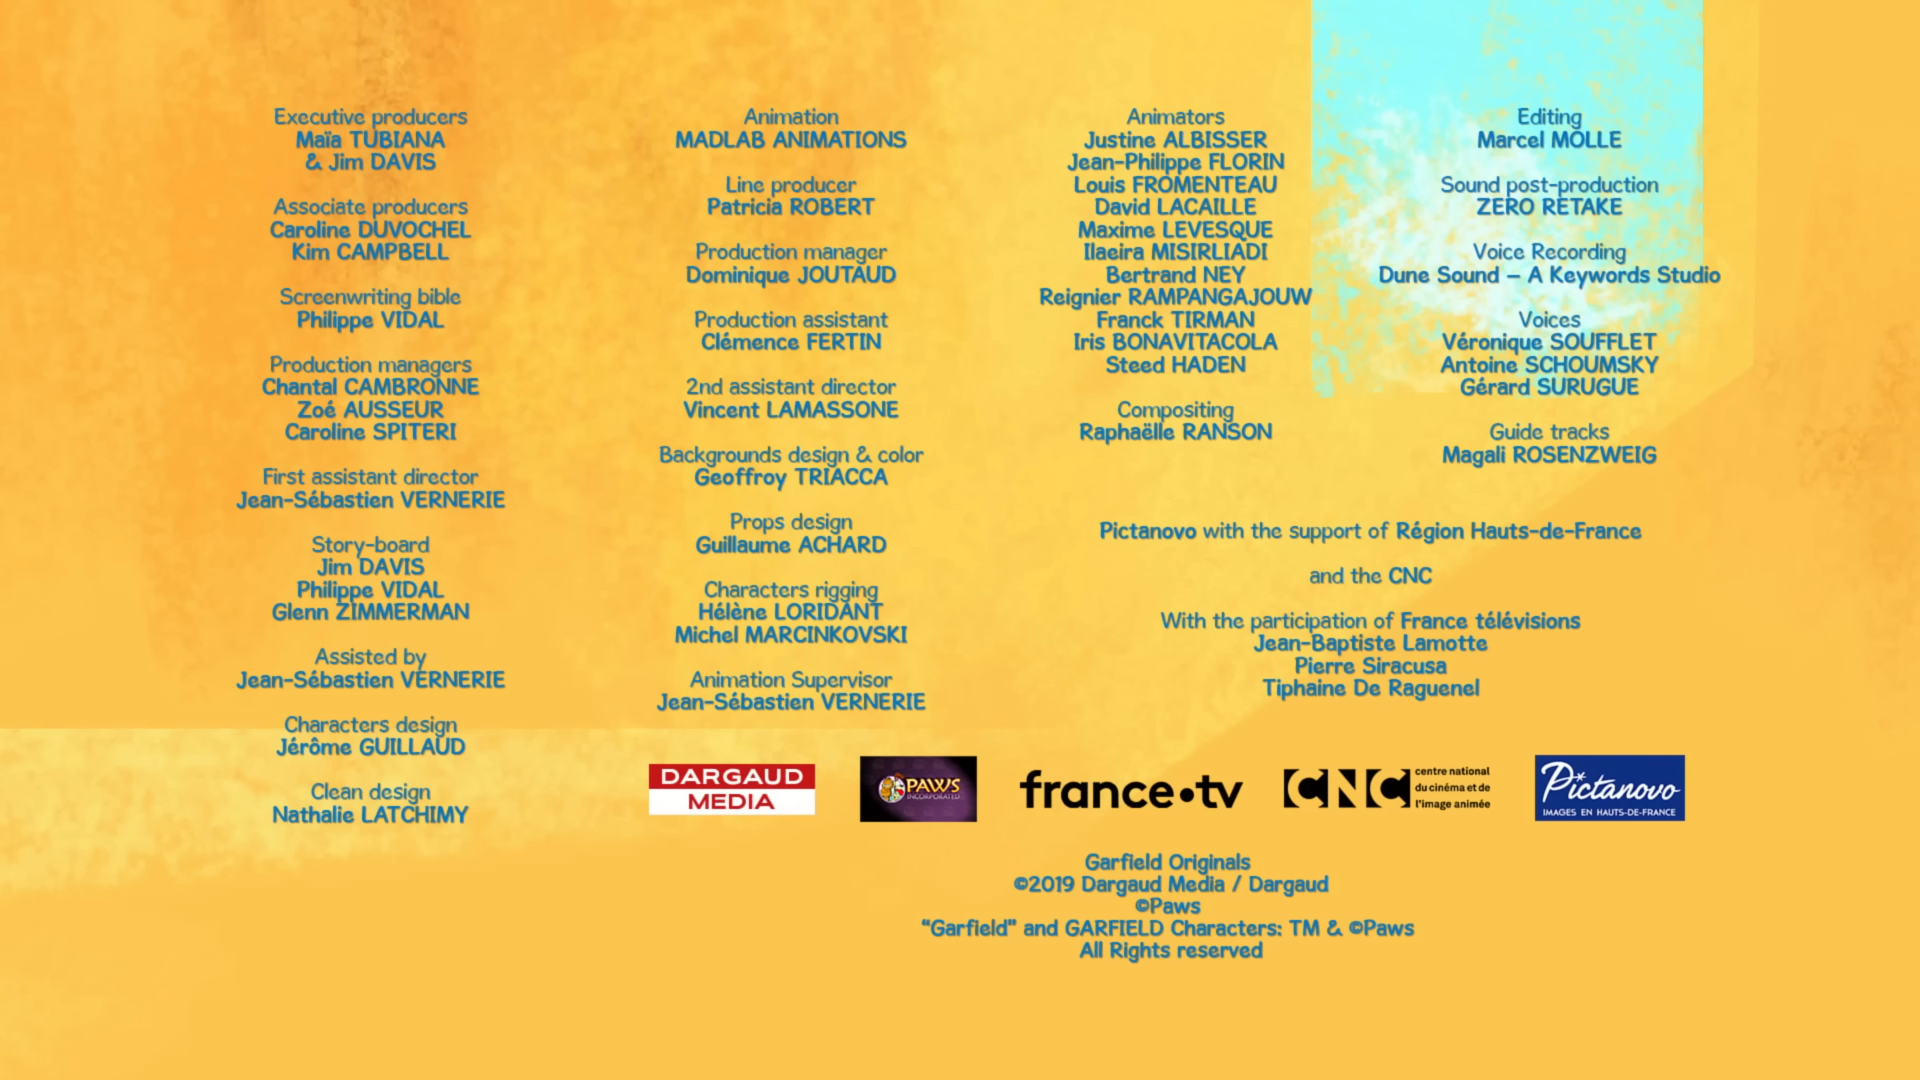 Executive producers
Maïa TUBIANA
& Jim DAVIS
Associate producers
Caroline DUVOCHEL
Kim CAMPBELL
Screenwriting bible
Philippe VIDAL
Production managers
Chantal CAMBRONNE
Zoé AUSSEUR
Caroline SPITERI
First assistant director
Jean-Sébastien VERNERIE
Story-board
Jim DAVIS
Philippe VIDAL
Glenn ZIMMERMAN
Assisted by
Jean-Sébastien VERNERIE
Characters design
Jérôme GUILLAUD
Clean design
Nathalie LATCHIMY
Animation
MADLAB ANIMATIONS
Line producer
Patricia ROBERT
Production manager
Dominique JOUTAUD
Production assistant
Clémence FERTIN
2nd assistant director
Vincent LAMASSONE
Backgrounds design & color
Geoffroy TRIACCA
Props design
Guillaume ACHARD
Characters rigging
Hélène LORIDANT
Michel MARCINKOVSKI
Animation Supervisor
Jean-Sébastien VERNERIE
Animators
Justine ALBISSER
Jean-Philippe FLORIN
Louis FROMENTEAU
David LACAILLE
Maxime LEVESQUE
Ilaeira MISIRLIADI
Bertrand NEY
Reignier RAMPANGAJOUW
Franck TIRMAN
Iris BONAVITACOLA
Steed HADEN
Compositing
Raphaëlle RANSON
Editing
Marcel MOLLE
Sound post-production
ZERO RETAKE
Voice Recording
Dune Sound – A Keywords Studio
Voices
Véronique SOUFFLET
Antoine SCHOUMSKY
Gérard SURUGUE
Guide tracks
Magali ROSENZWEIG
Pictanovo with the support of Région Hauts-de-France
and the CNC
With the participation of France télévisions
Jean-Baptiste Lamotte
Pierre Siracusa
Tiphaine De Raguenel
DARGAUD
MEDIA
PAWS
INCORPORATED
france•tv
CNC
centre national
du cinéma et de
l'image animée
Pictanovo
IMAGES EN HAUTS-DE-FRANCE
Garfield Originals
©2019 Dargaud Media / Dargaud
©Paws
"Garfield" and GARFIELD Characters: TM & ©Paws
All Rights reserved